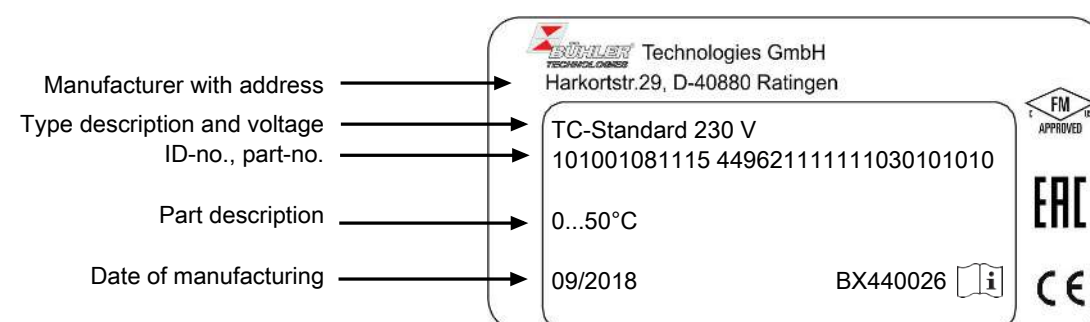 BÜHLER
TECHNOLOGIES
Technologies GmbH
Manufacturer with address
Harkortstr.29, D-40880 Ratingen
FM
APPROVED
Type description and voltage
TC-Standard 230 V
ID-no., part-no.
101001081115 449621111111030101010
EAC
Part description
0...50°C
Date of manufacturing
09/2018
BX440026
i
CE